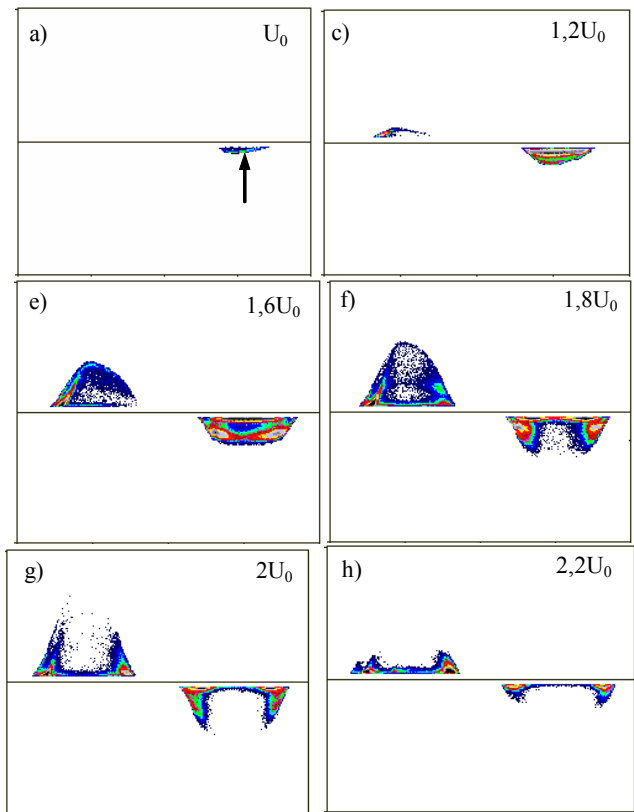 a) U₀
c) 1,2U₀
e) 1,6U₀
f) 1,8U₀
g) 2U₀
h) 2,2U₀